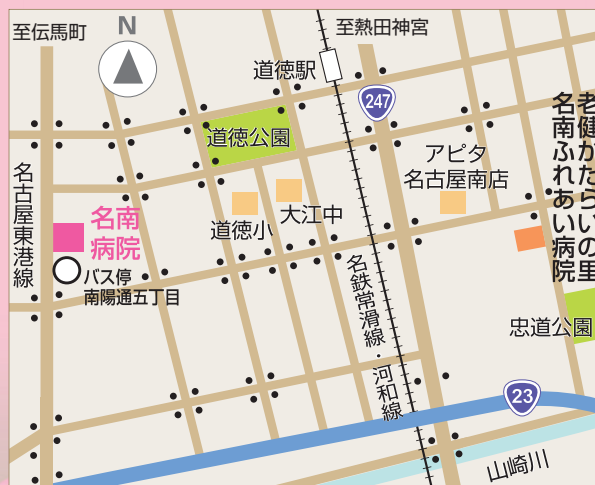 至伝馬町
N
至熱田神宮
道徳駅
247
道徳公園
アピタ
名古屋南店
老健かたらいの里
名南ふれあい病院
名古屋東港線
名南
病院
道徳小
大江中
バス停
南陽通五丁目
名鉄常滑線・河和線
忠道公園
23
山崎川